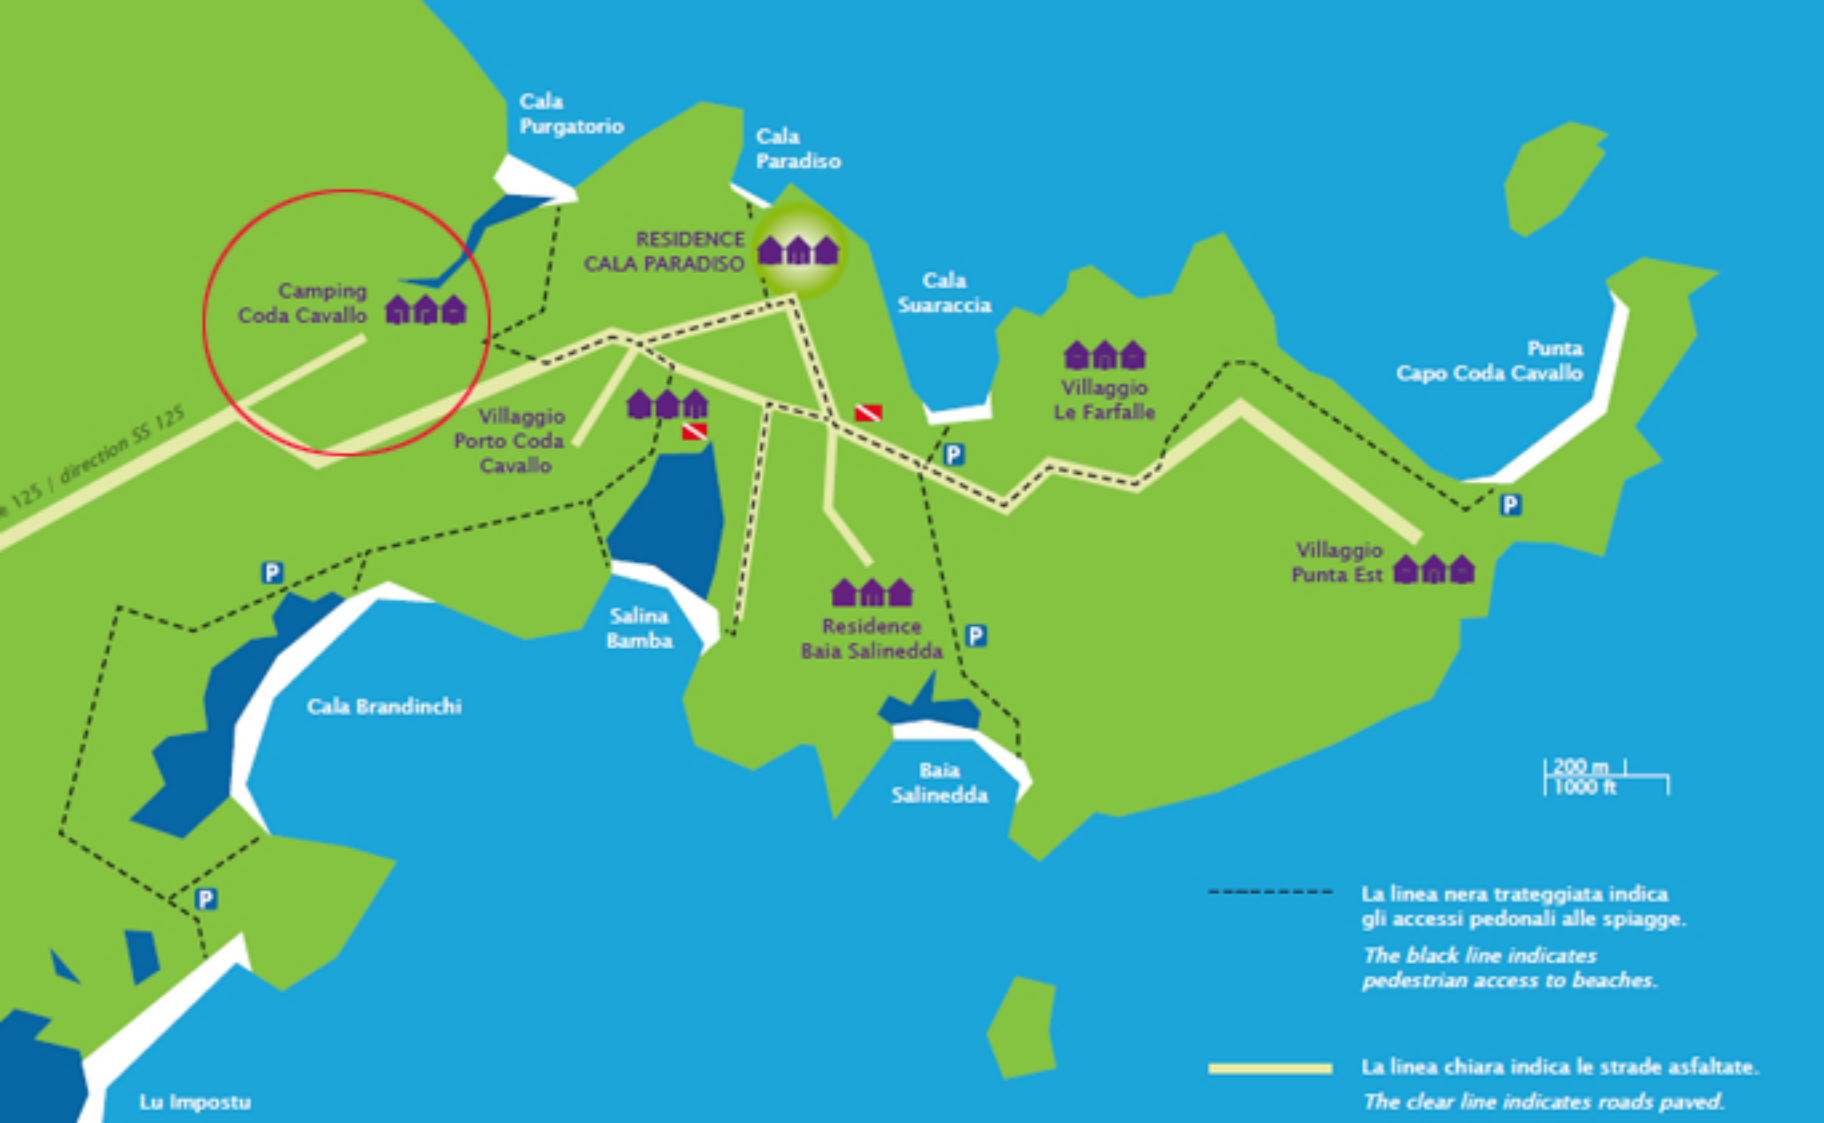 Cala
Purgatorio
Cala
Paradiso
RESIDENCE
CALA PARADISO
Camping
Coda Cavallo
Cala
Suaraccia
Villaggio
Le Farfalle
Punta
Capo Coda Cavallo
e 125 / direction SS 125
Villaggio
Porto Coda
Cavallo
P
P
Villaggio
Punta Est
P
Salina
Bamba
Residence
Baia Salinedda
P
Cala Brandinchi
Baia
Salinedda
200 m
1000 ft
P
La linea nera trateggiata indica
gli accessi pedonali alle spiagge.
The black line indicates
pedestrian access to beaches.
La linea chiara indica le strade asfaltate.
The clear line indicates roads paved.
Lu Impostu